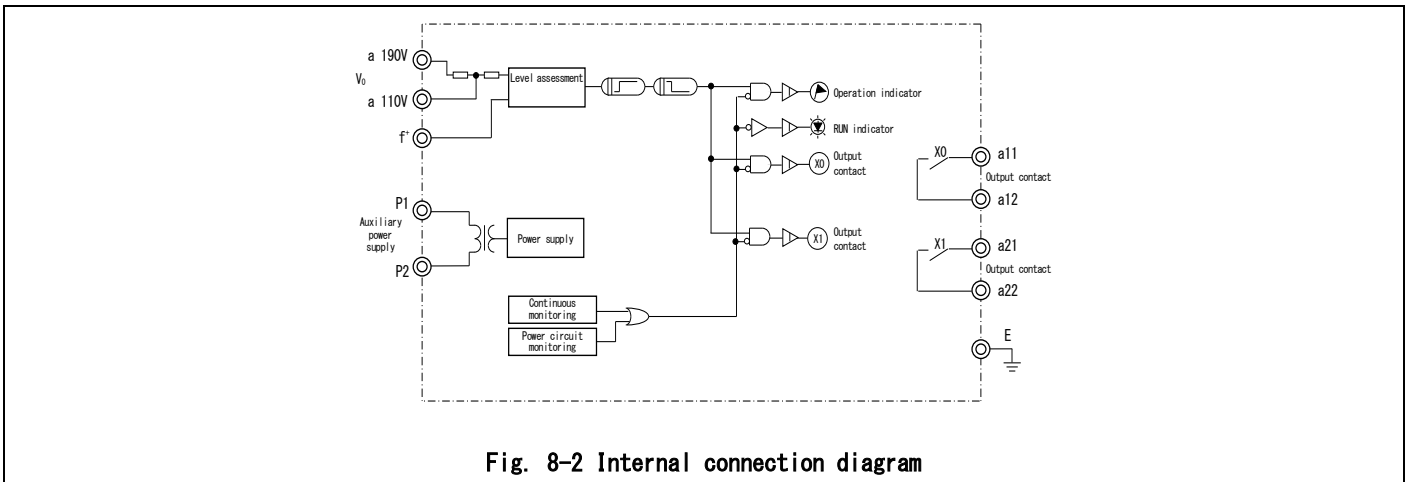 a 190V
V₀
a 110V
f⁺
Level assessment
Operation indicator
RUN indicator
X0
Output
contact
X1
Output
contact
P1
Auxiliary
power
supply
P2
Power supply
Continuous
monitoring
Power circuit
monitoring
X0
a11
Output contact
a12
X1
a21
Output contact
a22
E
Fig. 8-2 Internal connection diagram